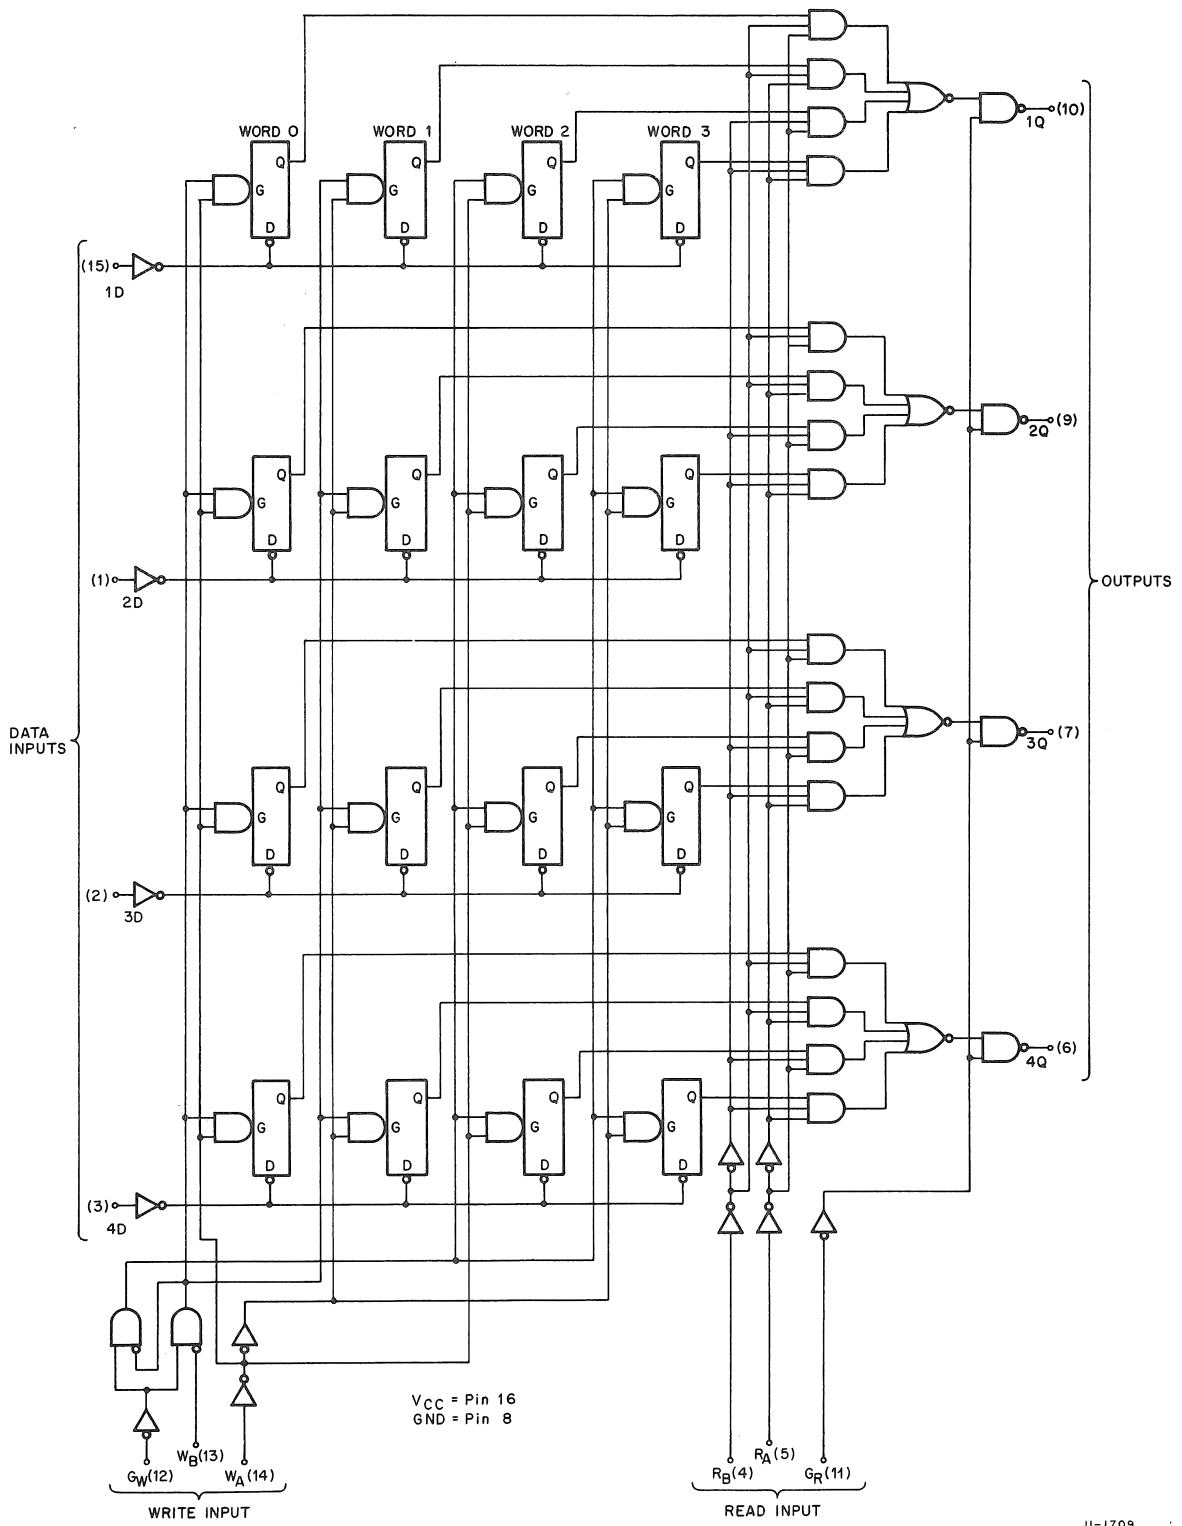 (10)
1Q
WORD 0 WORD 1 WORD 2 WORD 3
Q Q Q Q
G G G G
D D D D
(15)
1D
(9)
2Q
Q Q Q Q
G G G G
D D D D
(1)
2D
OUTPUTS
DATA
INPUTS
(7)
3Q
Q Q Q Q
G G G G
D D D D
(2)
3D
(6)
4Q
Q Q Q Q
G G G G
D D D D
(3)
4D
VCC = Pin 16
GND = Pin 8
GW(12) WB(13) WA(14)
WRITE INPUT
RB(4) RA(5) GR(11)
READ INPUT
11-1709